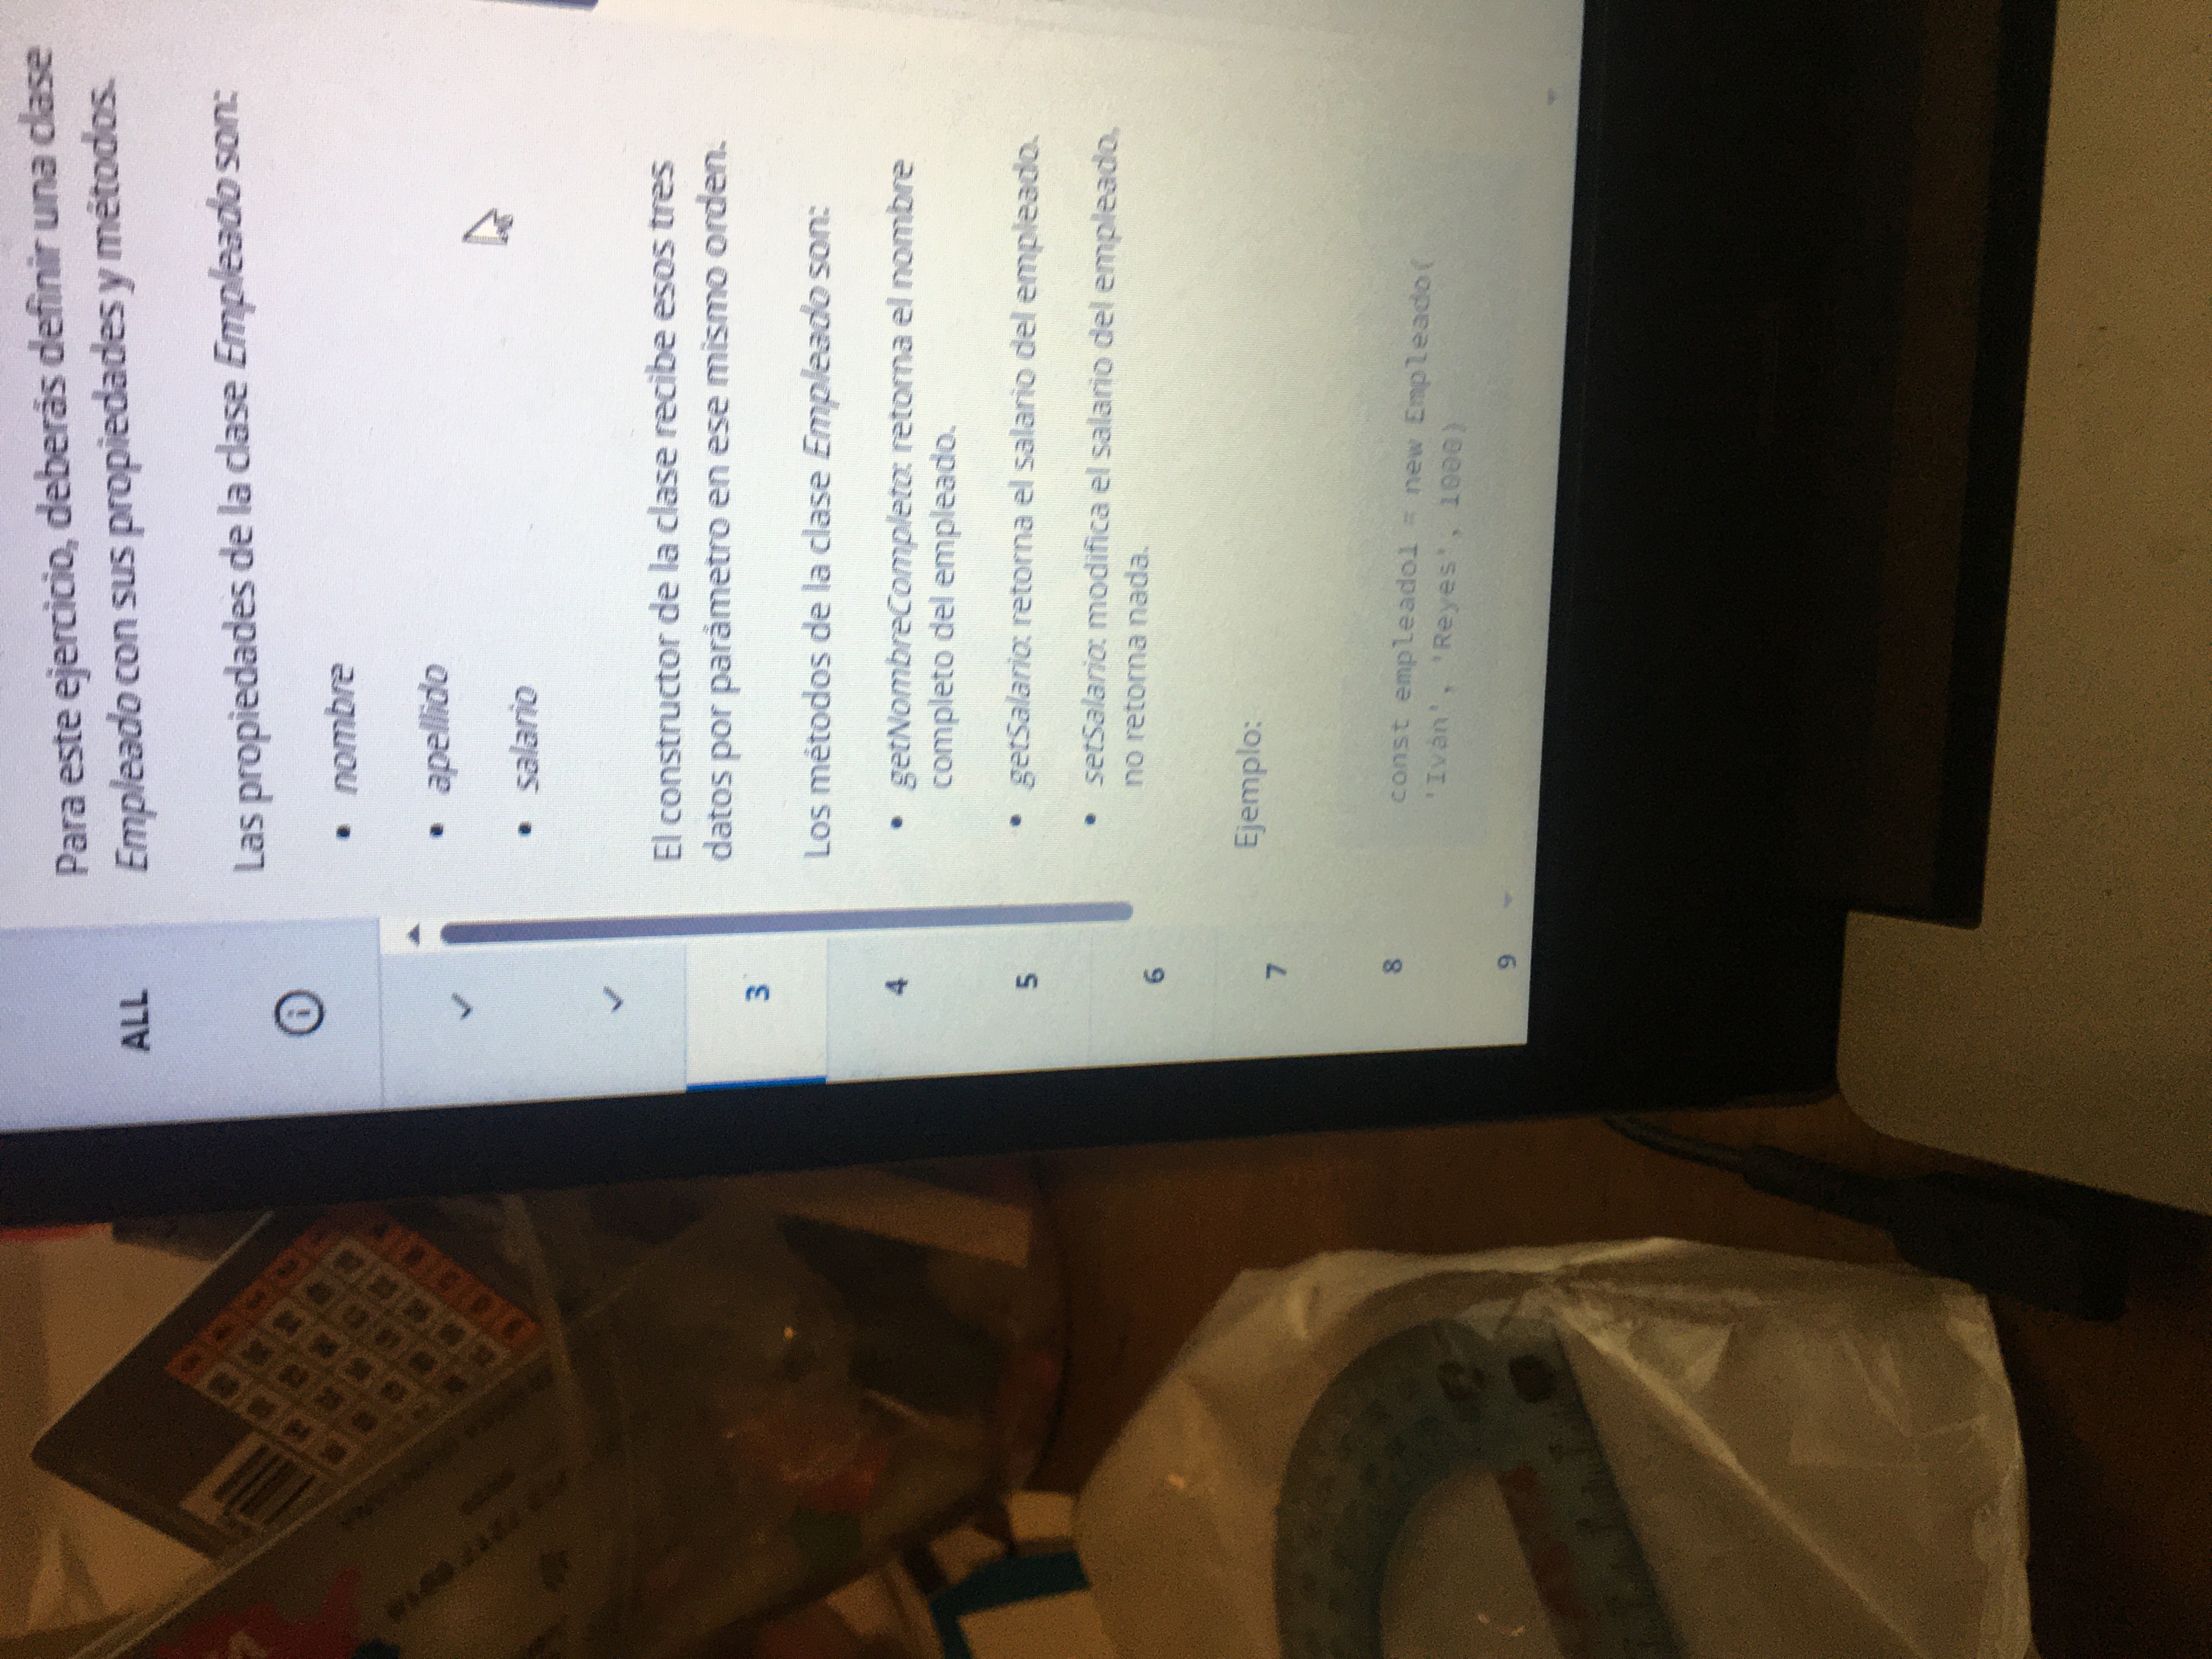 Para este ejercicio, deberás definir una clase
Empleado con sus propiedades y métodos.
ALL
Las propiedades de la clase Empleado son:
• nombre
• apellido
• salario
El constructor de la clase recibe esos tres
datos por parámetro en ese mismo orden.
3
Los métodos de la clase Empleado son:
4
• getNombreCompleto: retorna el nombre
completo del empleado.
5
• getSalario: retorna el salario del empleado.
• setSalario: modifica el salario del empleado,
no retorna nada.
6
Ejemplo:
7
8
const empleado1 = new Empleado(
'Iván', 'Reyes', 1000)
9